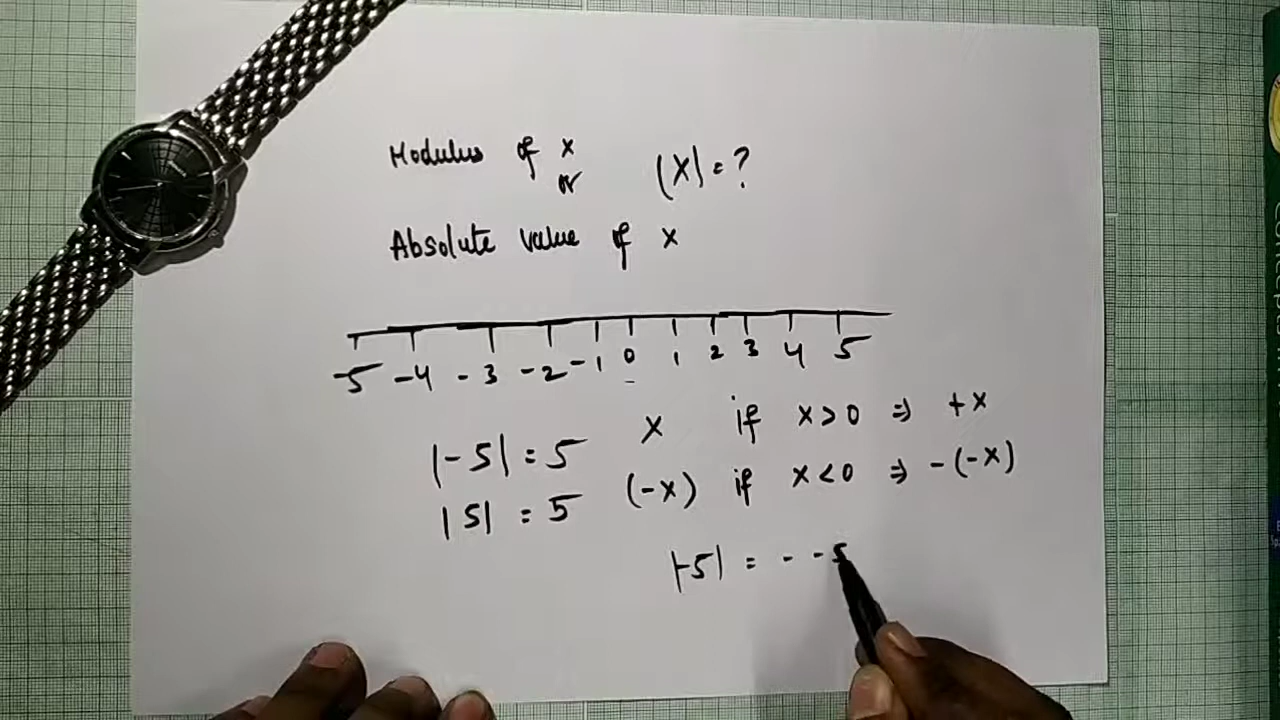 Modulus of x
or
|x| = ?
Absolute value of x
-5 -4 -3 -2 -1 0 1 2 3 4 5
|-5| = 5
x if x>0 ⇒ +x
|5| = 5
(-x) if x<0 ⇒ -(-x)
|-5| = - -5